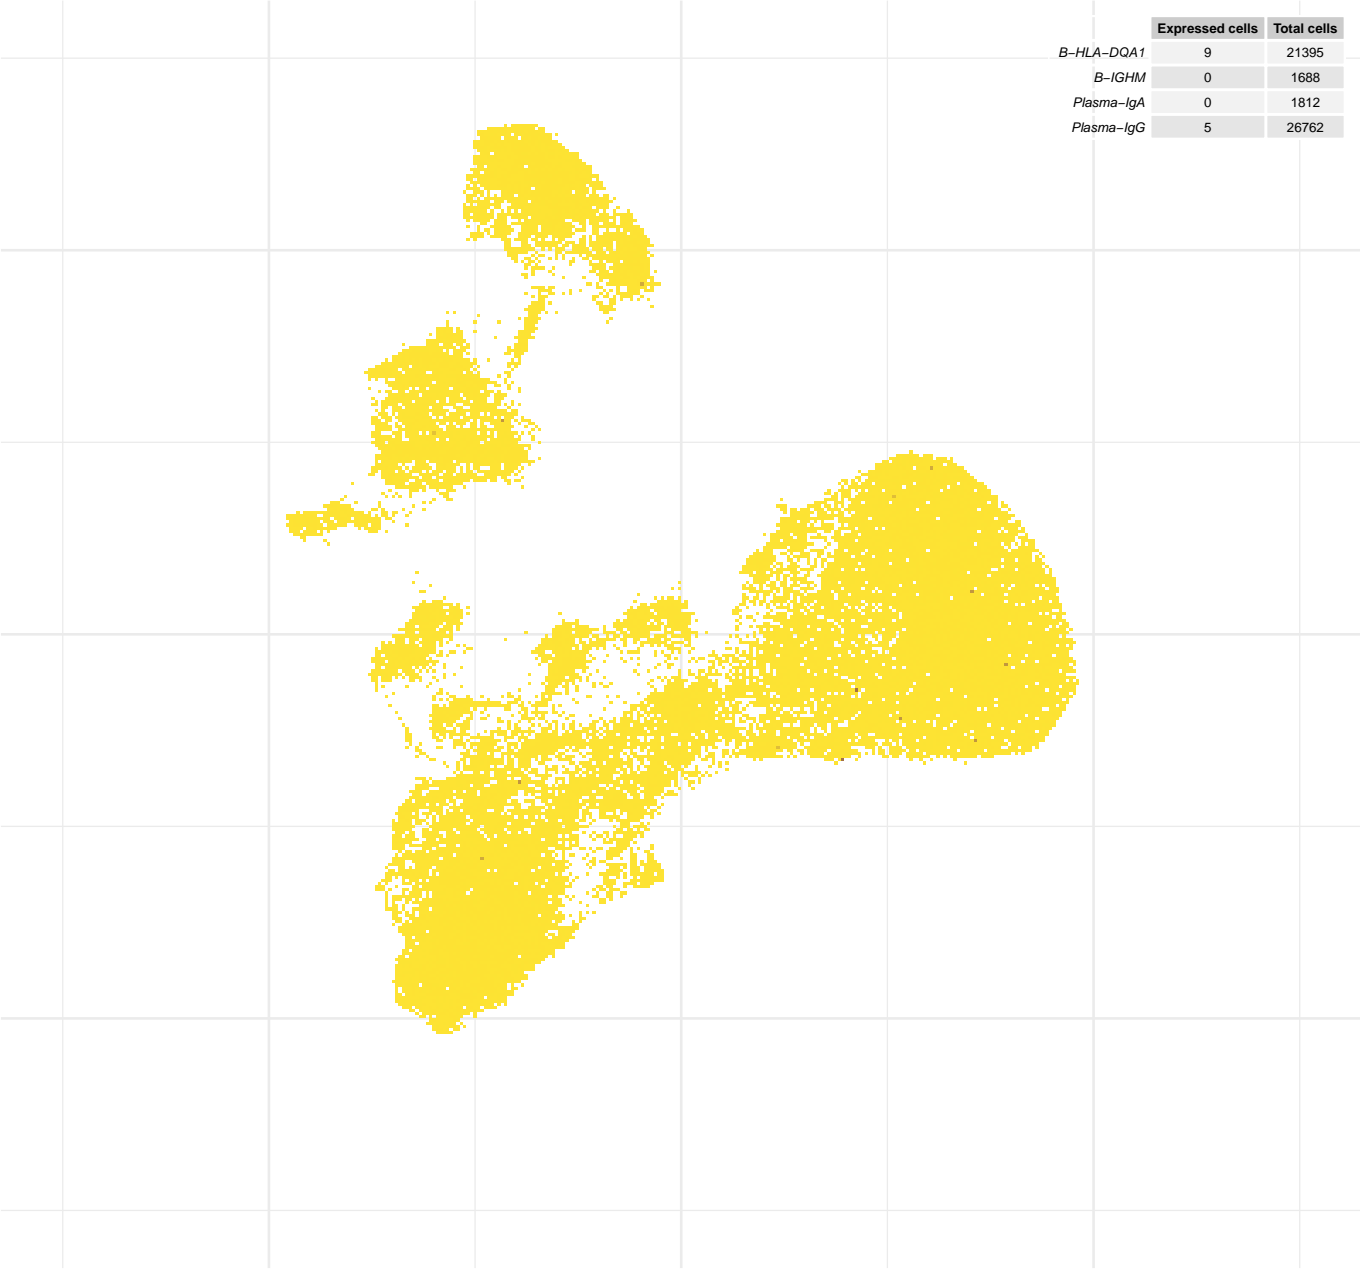 Expressed cells Total cells
B−HLA−DQA1 9 21395
B−IGHM 0 1688
Plasma−IgA 0 1812
Plasma−IgG 5 26762